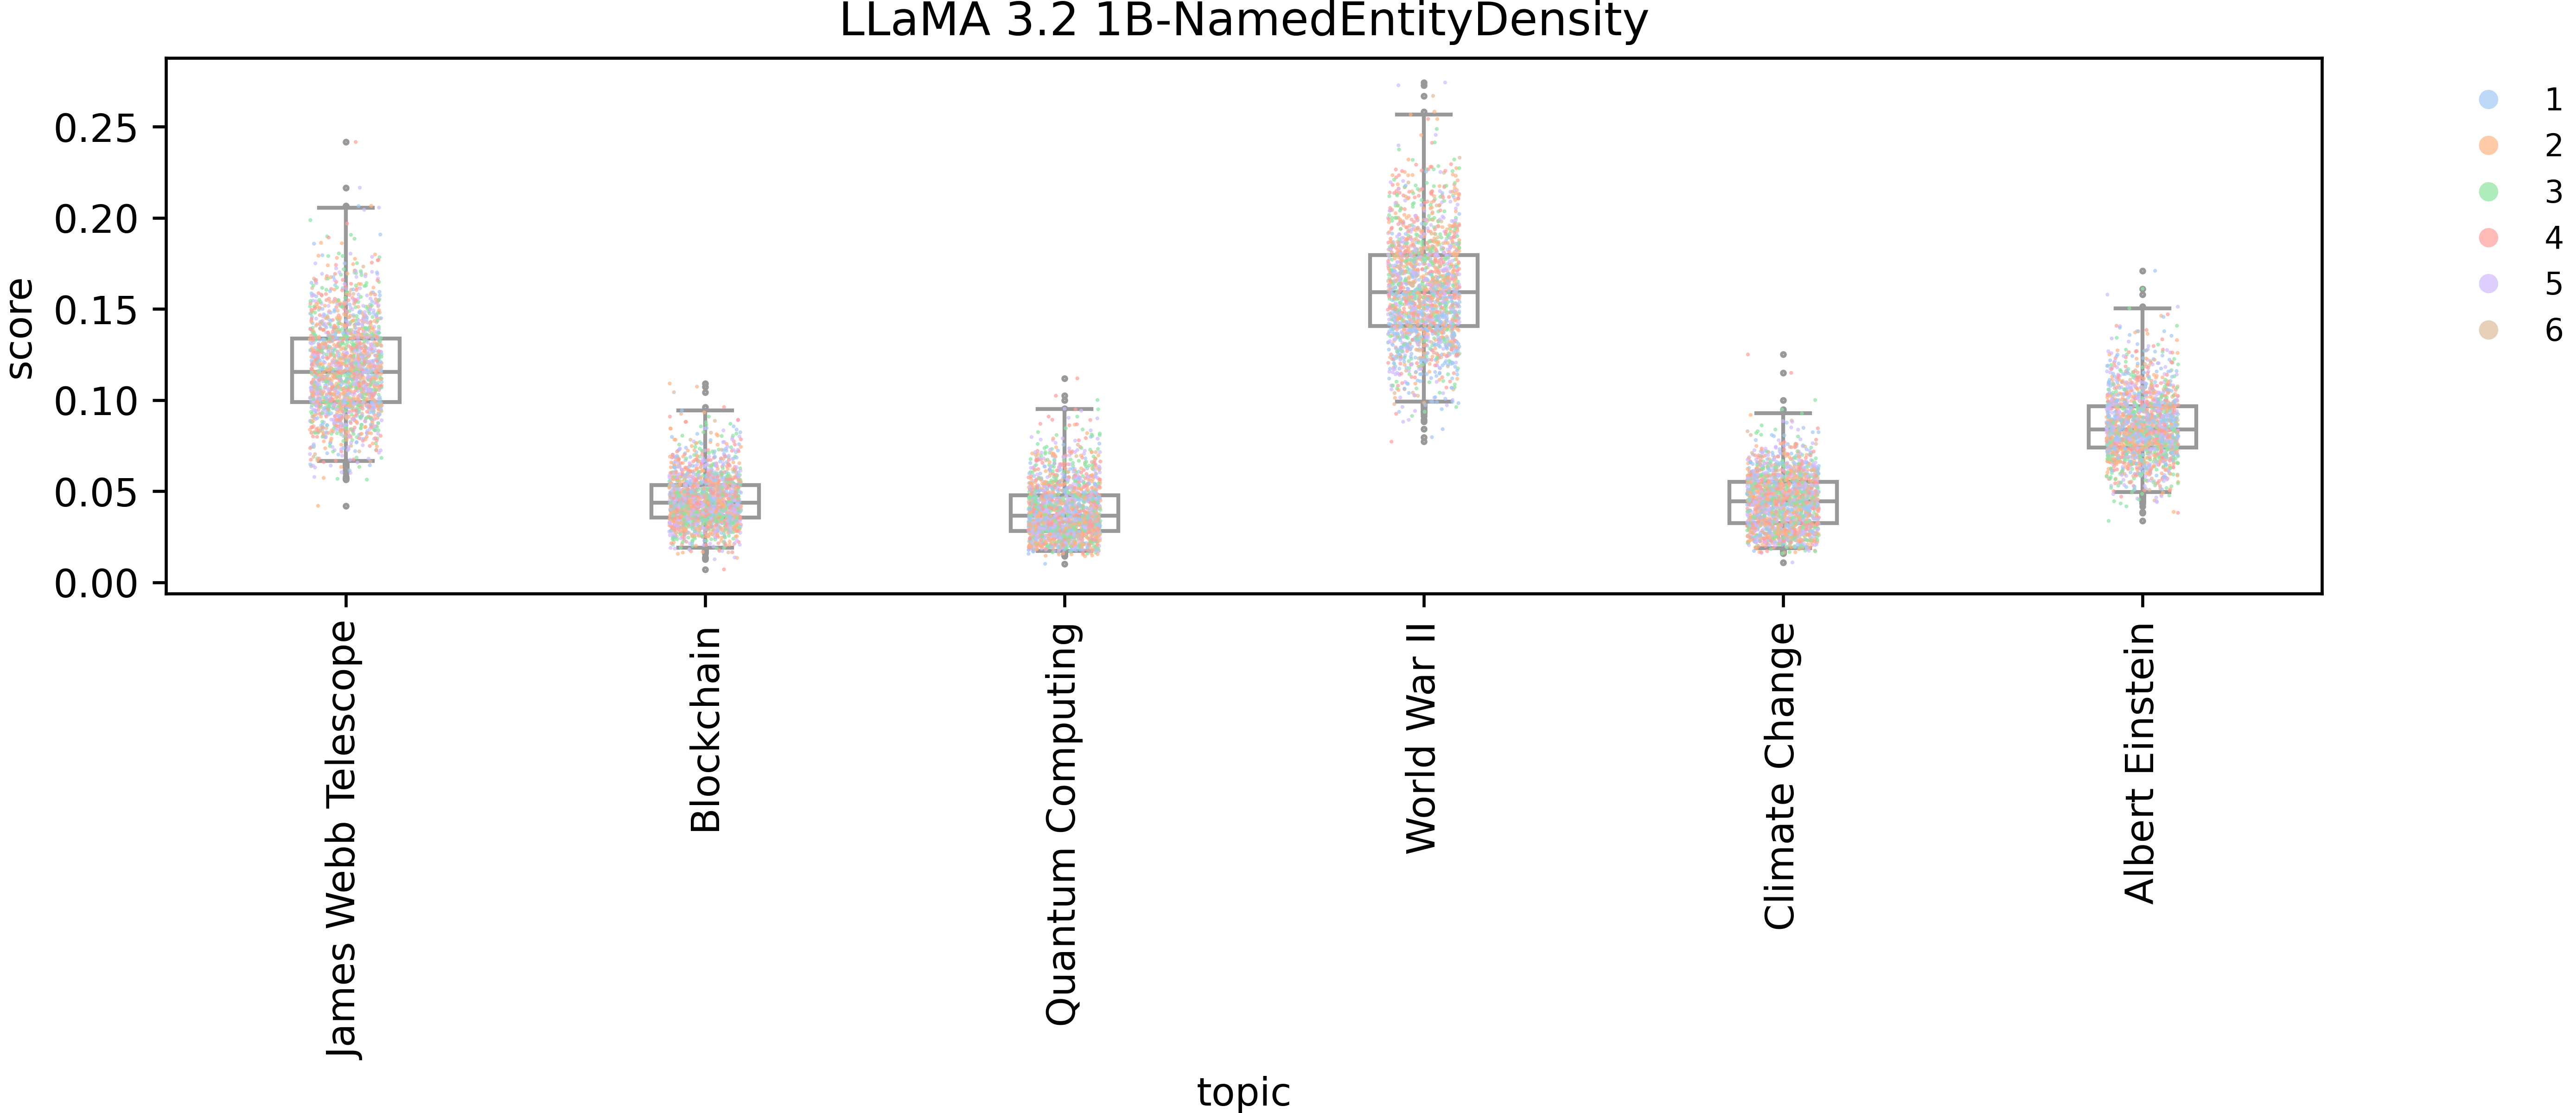 LLaMA 3.2 1B-NamedEntityDensity
score
0.25
0.20
0.15
0.10
0.05
0.00
James Webb Telescope
Blockchain
Quantum Computing
World War II
Climate Change
Albert Einstein
topic
1
2
3
4
5
6